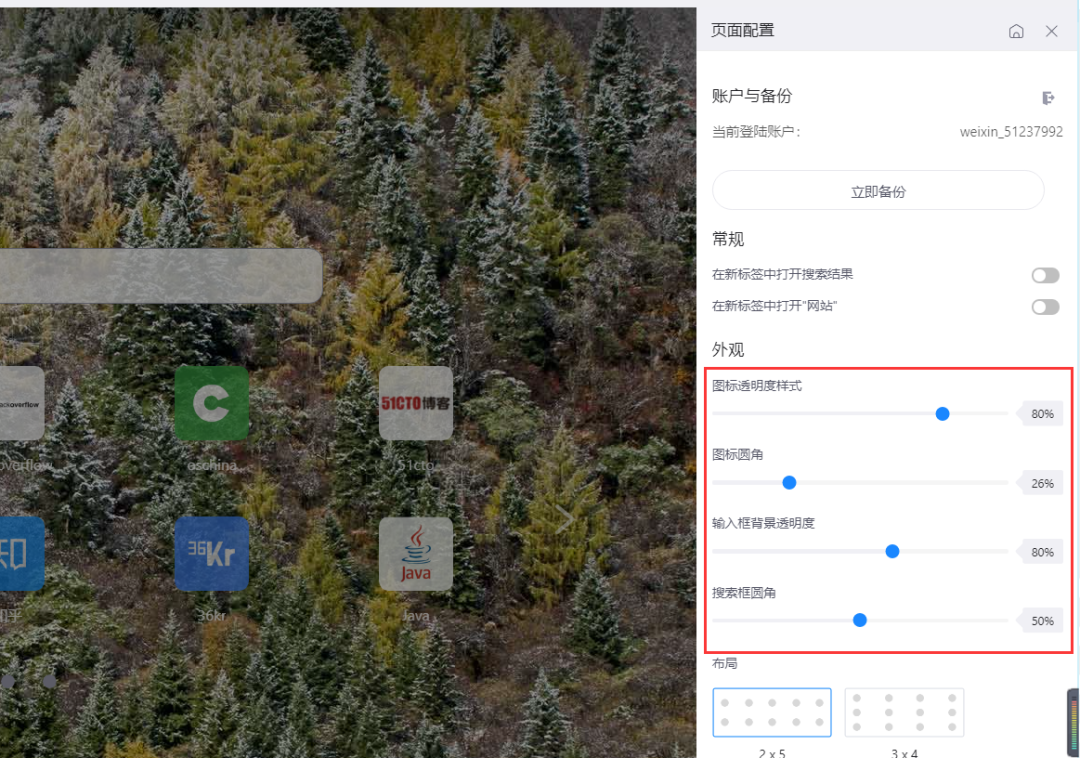 页面配置
账户与备份
当前登陆账户：
weixin_51237992
立即备份
常规
在新标签中打开搜索结果
在新标签中打开"网站"
外观
图标透明度样式
80%
图标圆角
26%
输入框背景透明度
80%
搜索框圆角
50%
布局
2 x 5
3 x 4
ackoverflow
C
51CTO博客
overflow
oschina
51cto
知
36Kr
Java
知乎
36kr
Java